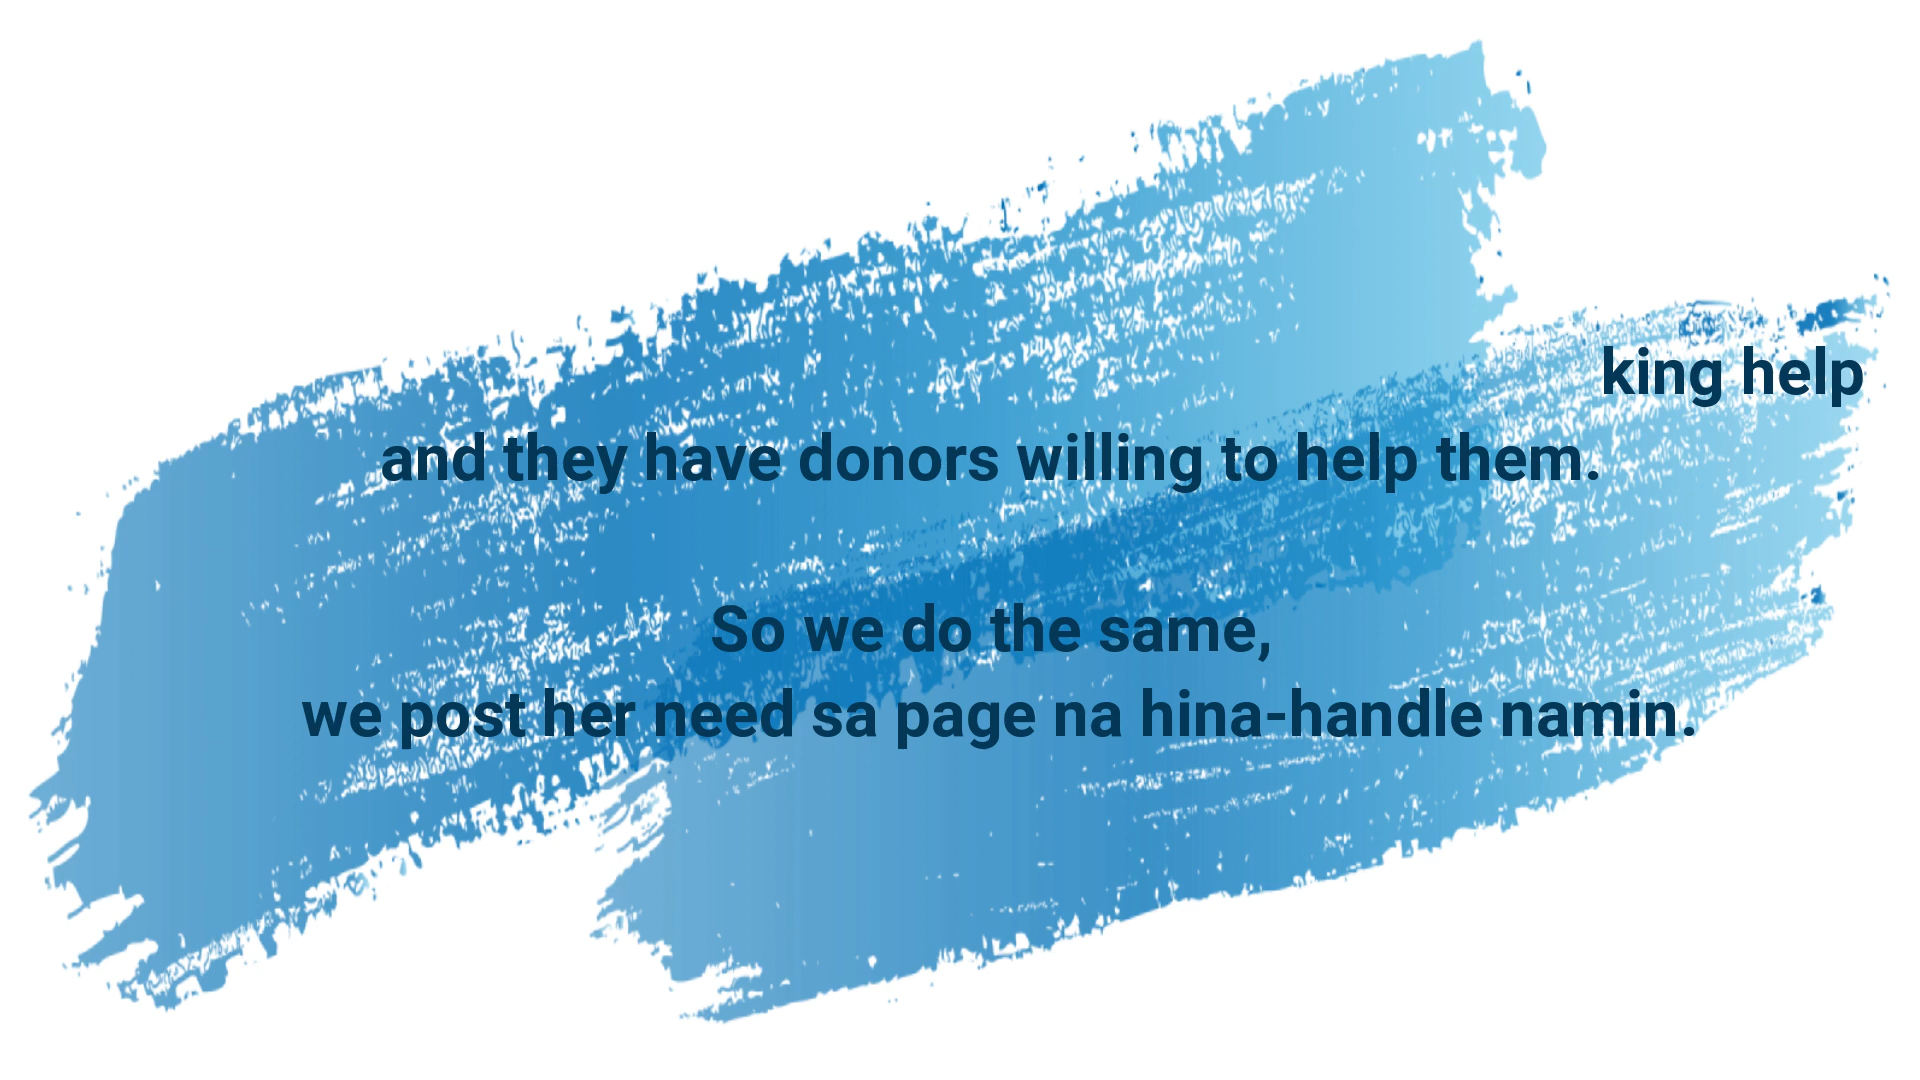 king help
and they have donors willing to help them.
So we do the same,
we post her need sa page na hina-handle namin.